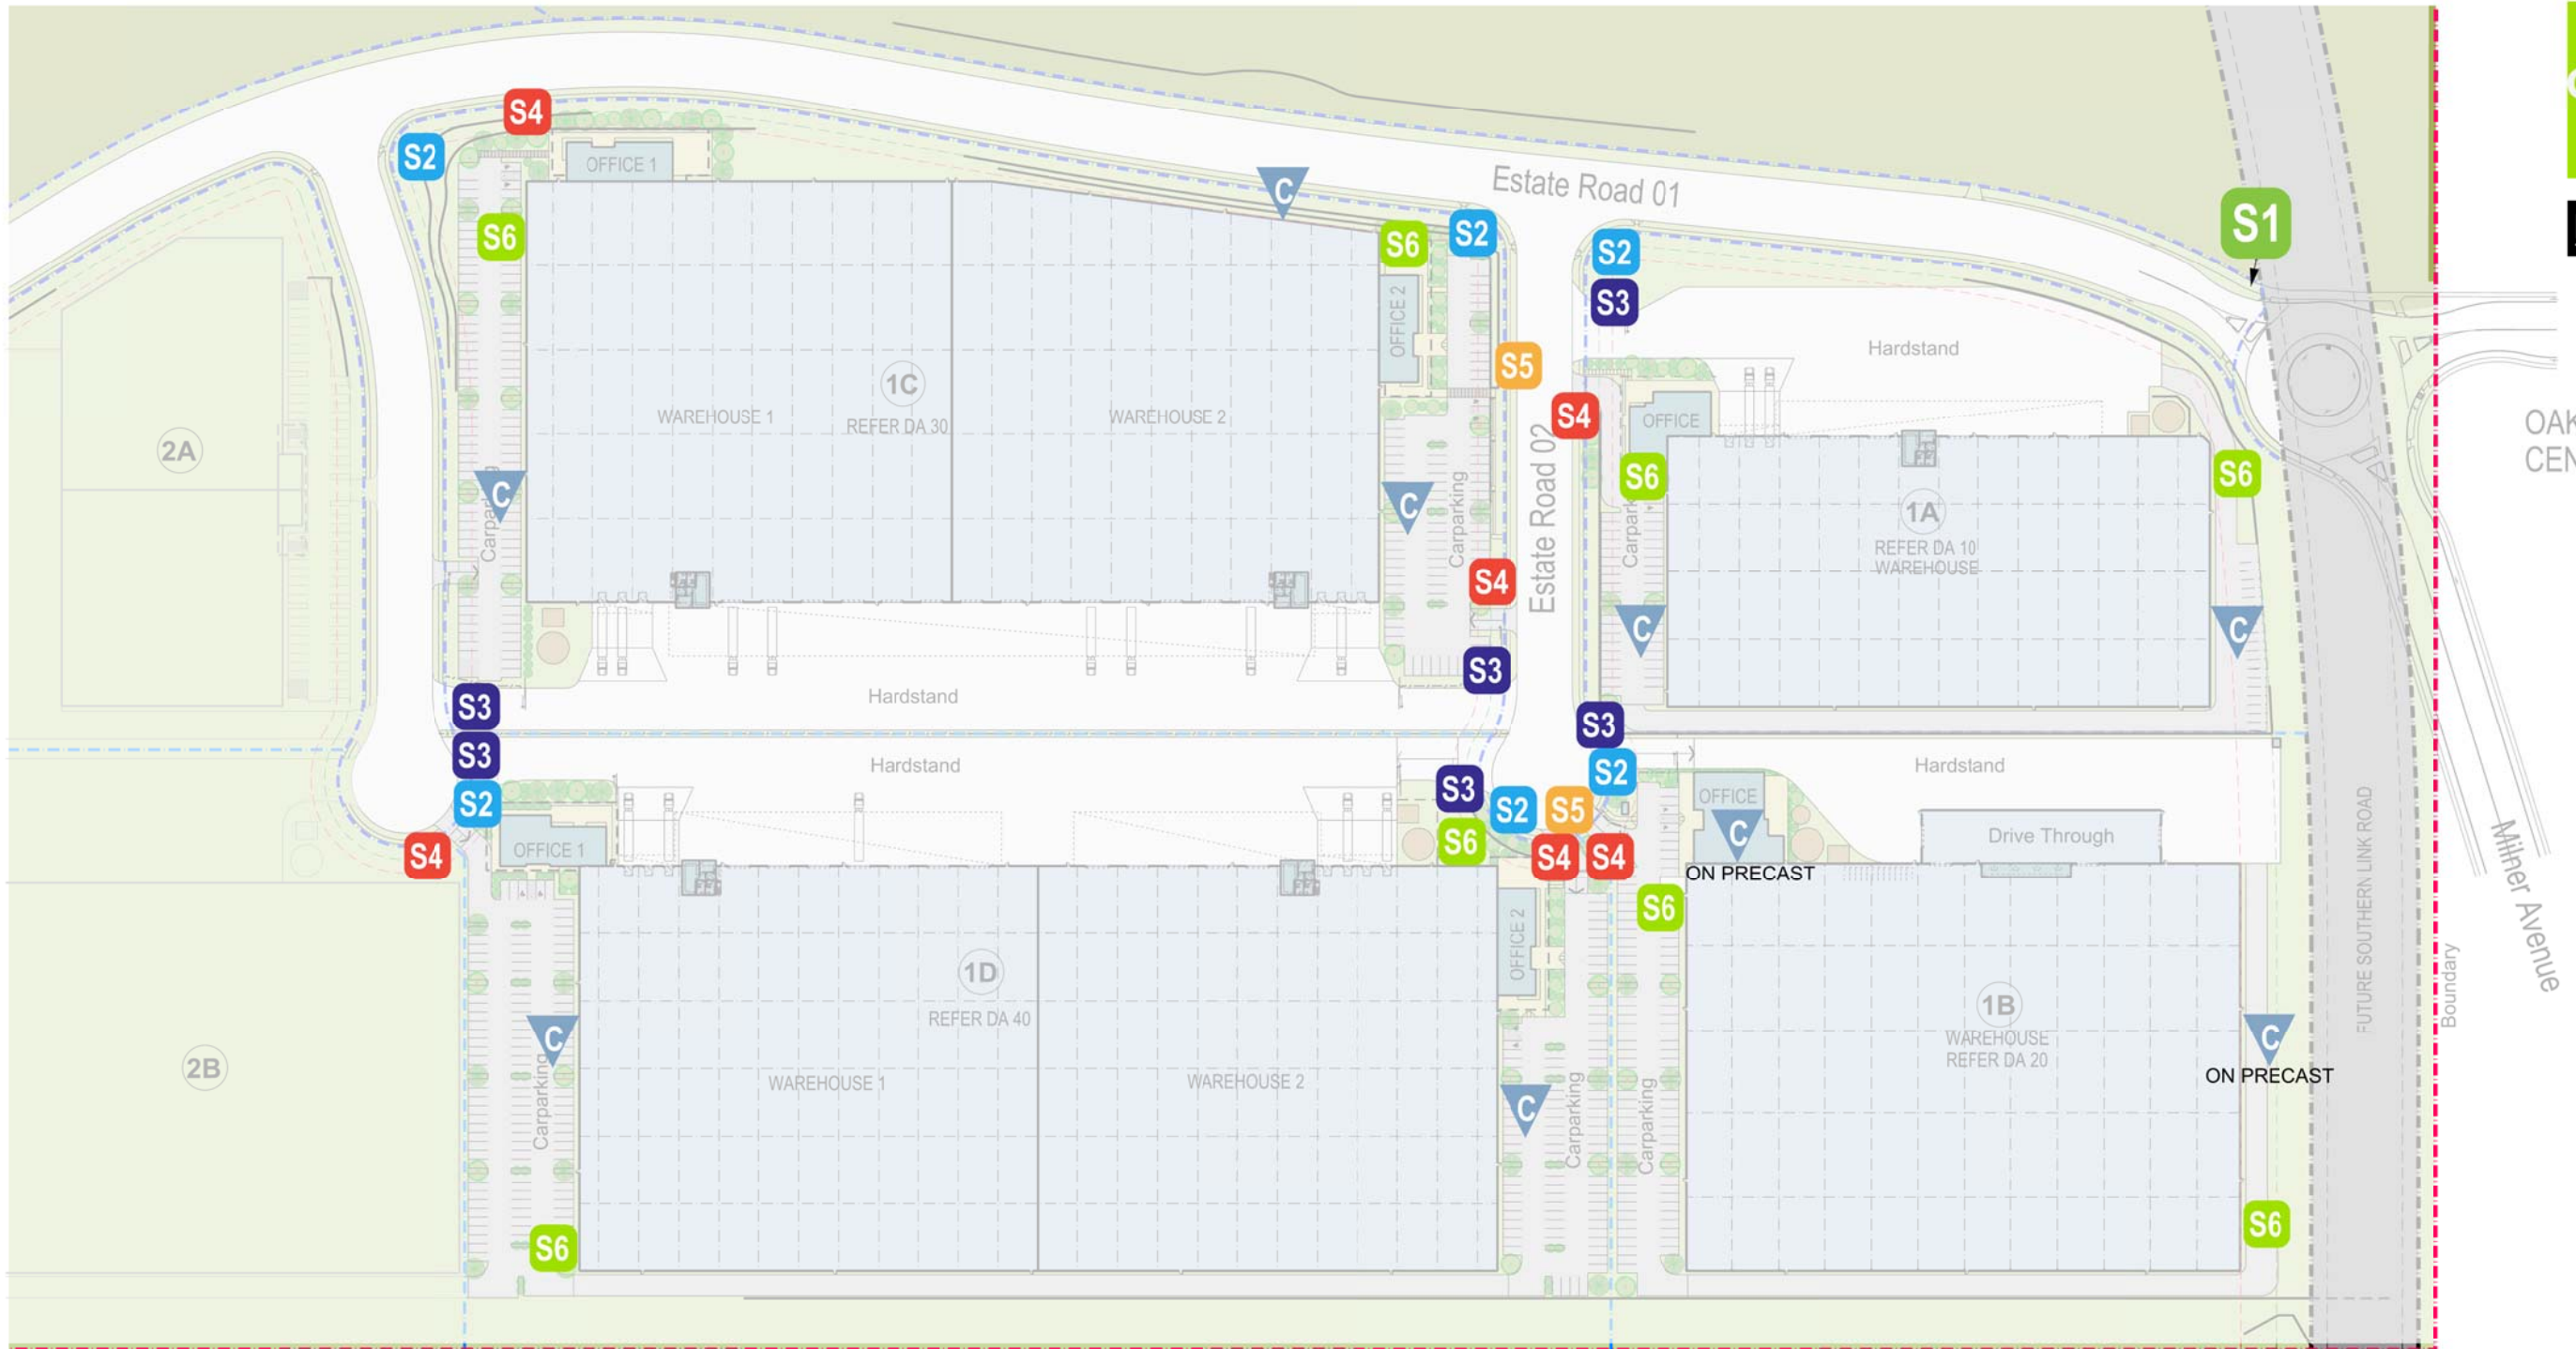 S4
S2
OFFICE 1
S6
C
S6
S2
Estate Road 01
S2
S3
S1
OFFICE 2
S5
Hardstand
1C
WAREHOUSE 1
REFER DA 30
WAREHOUSE 2
S4
OFFICE
2A
C
Carparking
C
Carparking
Estate Road 02
S6
Carpark
1A
REFER DA 10
WAREHOUSE
S6
OAK
CEN
S4
C
C
S3
Hardstand
S3
S3
S3
S2
Hardstand
S3
S2
S5
S2
OFFICE
C
ON PRECAST
Hardstand
Drive Through
S4
OFFICE 1
S6
S4
S4
S6
OFFICE 2
FUTURE SOUTHERN LINK ROAD
Milner Avenue
Boundary
1D
REFER DA 40
WAREHOUSE 1
WAREHOUSE 2
1B
WAREHOUSE
REFER DA 20
2B
C
Carparking
C
Carparking
Carparking
C
ON PRECAST
S6
S6